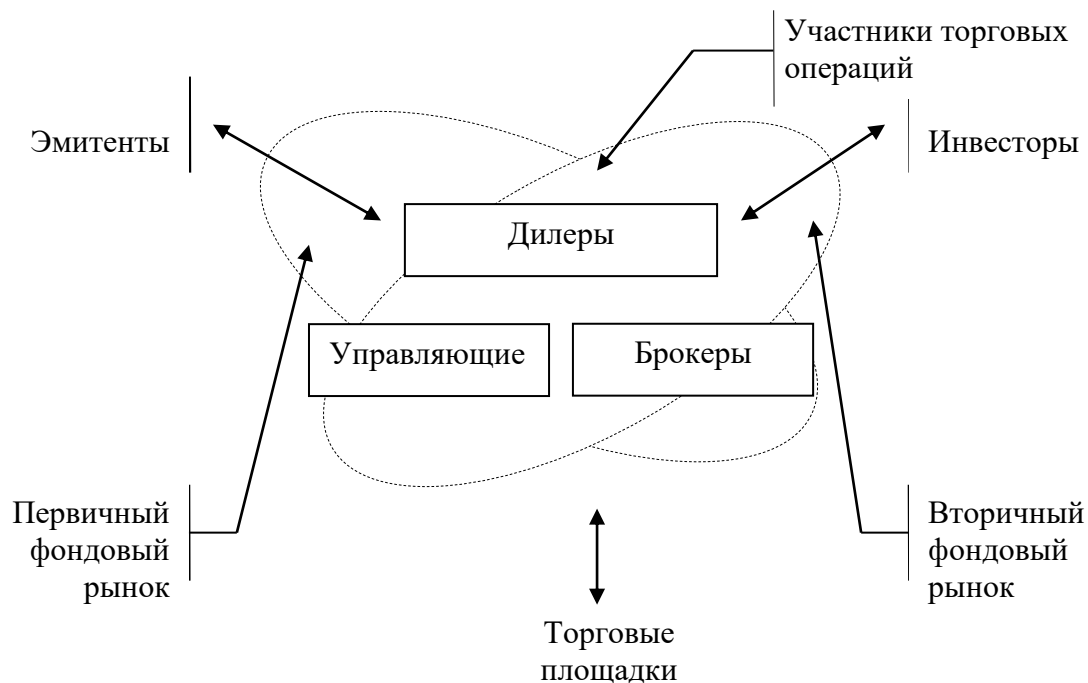 Участники торговых
операций
Эмитенты
Инвесторы
Дилеры
Управляющие
Брокеры
Первичный
фондовый
рынок
Вторичный
фондовый
рынок
Торговые
площадки